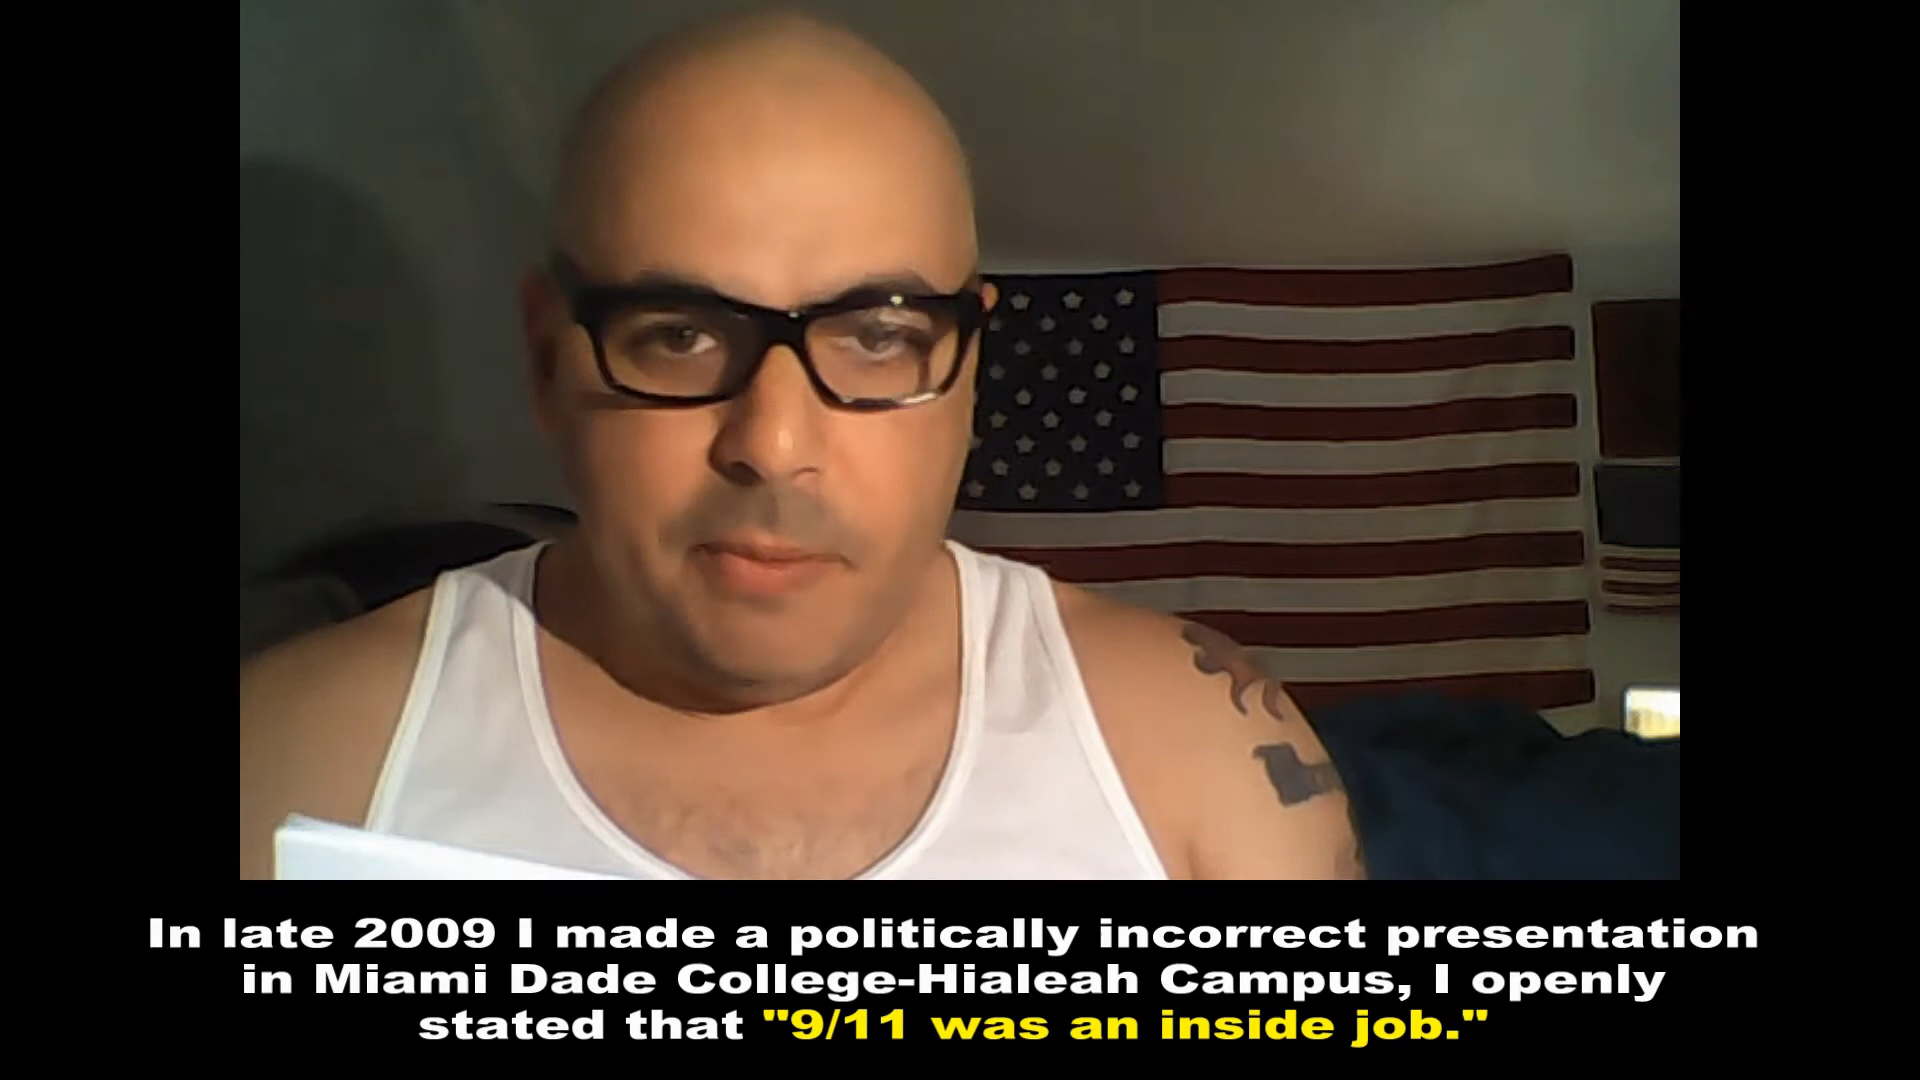 In late 2009 I made a politically incorrect presentation
in Miami Dade College-Hialeah Campus, I openly
stated that "9/11 was an inside job."